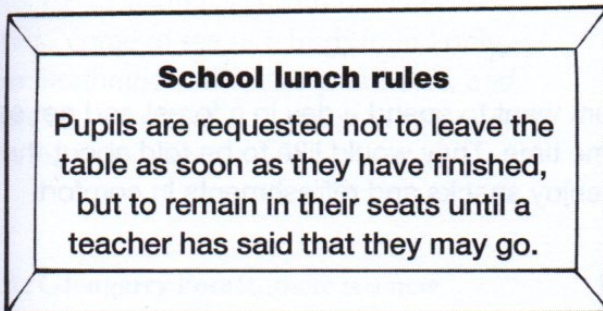 School lunch rules
Pupils are requested not to leave the
table as soon as they have finished,
but to remain in their seats until a
teacher has said that they may go.